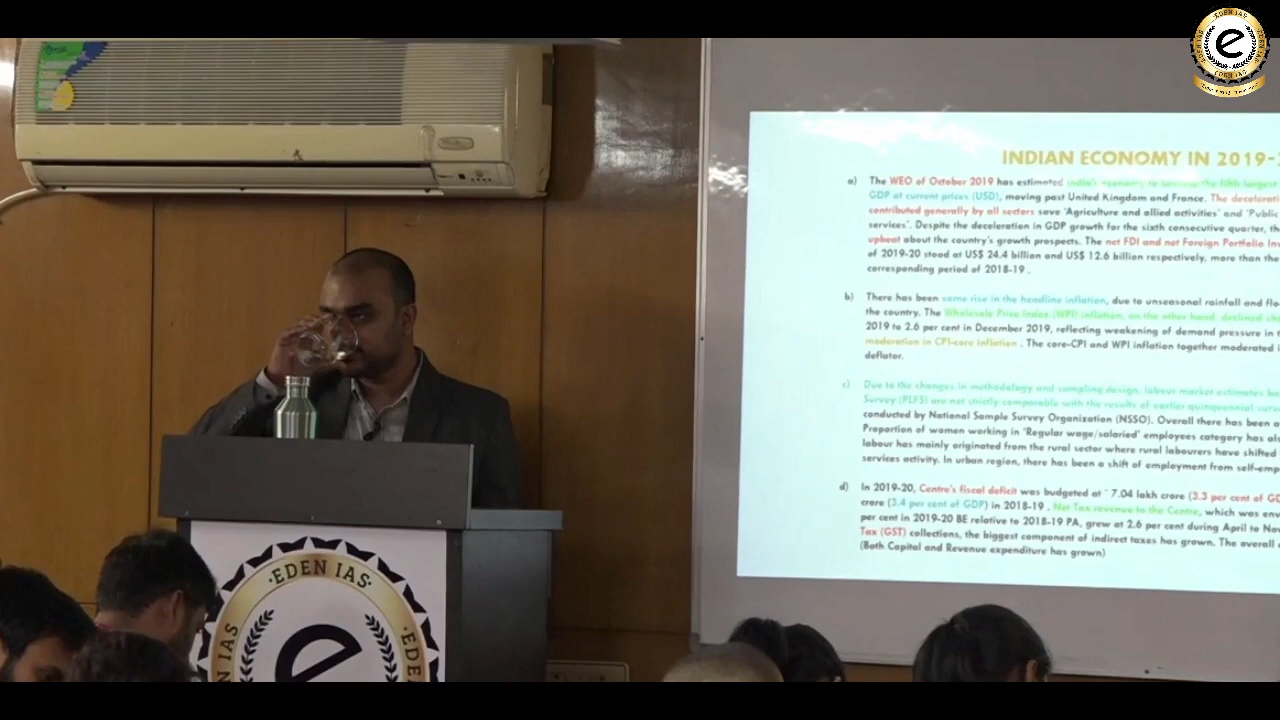 EDEN IAS
e
EDEN IAS
INDIAN ECONOMY IN 2019-
a) The WEO of October 2019 has estimated India's economy to become the fifth largest
GDP at current prices (USD), moving past United Kingdom and France. The decelerati
contributed generally by all sectors save 'Agriculture and allied activities' and 'Public
services'. Despite the deceleration in GDP growth for the sixth consecutive quarter, th
upbeat about the country's growth prospects. The net FDI and net Foreign Portfolio Inv
of 2019-20 stood at US$ 24.4 billion and US$ 12.6 billion respectively, more than the
corresponding period of 2018-19 .
b) There has been some rise in the headline inflation, due to unseasonal rainfall and flo
the country. The Wholesale Price Index (WPI) inflation, on the other hand, declined
2019 to 2.6 per cent in December 2019, reflecting weakening of demand pressure in t
moderation in CPI-core inflation . The core-CPI and WPI inflation together moderated i
deflator.
c) Due to the changes in methodology and sampling design, labour market estimates ba
Survey (PLFS) are not strictly comparable with the results of earlier quinquennial surv
conducted by National Sample Survey Organization (NSSO). Overall there has been a
Proportion of women working in 'Regular wage/salaried' employees category has als
labour has mainly originated from the rural sector where rural labourers have shifted
services activity. In urban region, there has been a shift of employment from self-emp
d) In 2019-20, Centre's fiscal deficit was budgeted at ` 7.04 lakh crore (3.3 per cent of GD
crore (3.4 per cent of GDP) in 2018-19 . Net Tax revenue to the Centre, which was env
per cent in 2019-20 BE relative to 2018-19 PA, grew at 2.6 per cent during April to Nov
Tax (GST) collections, the biggest component of indirect taxes has grown. The overall
(Both Capital and Revenue expenditure has grown)
·EDEN IAS·
e